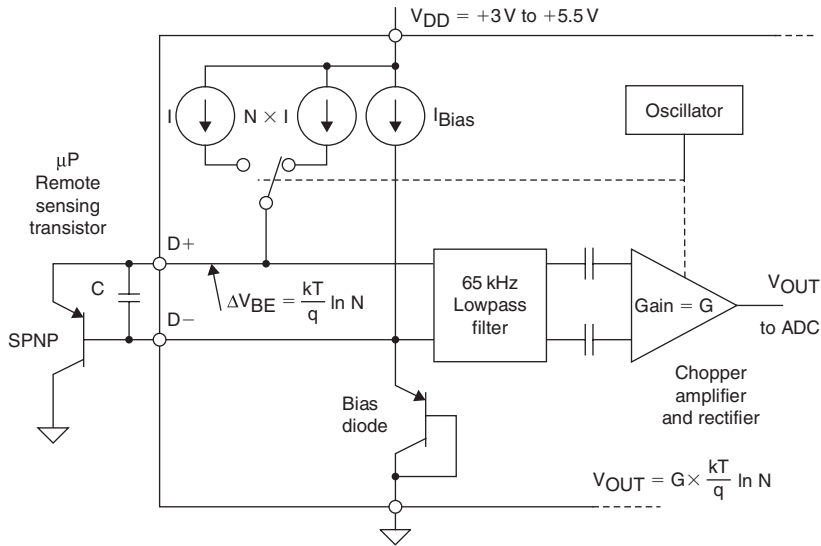 V_DD = +3 V to +5.5 V
I
N × I
I_Bias
Oscillator
μP
Remote
sensing
transistor
D+
C
ΔV_BE = kT/q ln N
D−
SPNP
65 kHz
Lowpass
filter
Gain = G
V_OUT
to ADC
Chopper
amplifier
and rectifier
Bias
diode
V_OUT = G × kT/q ln N